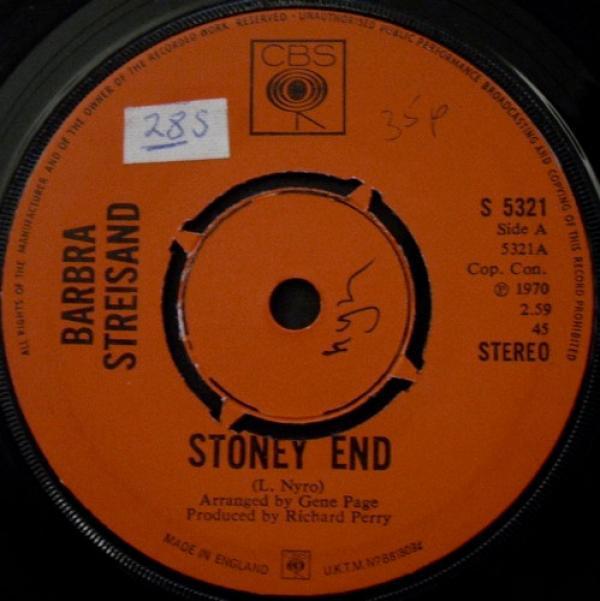 ALL RIGHTS OF THE MANUFACTURER AND OF THE OWNER OF THE RECORDED WORK RESERVED · UNAUTHORISED PUBLIC PERFORMANCE BROADCASTING AND COPYING OF THIS RECORD PROHIBITED
CBS
28S
35p
BARBRA
STREISAND
S 5321
Side A
5321A
Cop. Con.
℗ 1970
2.59
45
STEREO
STONEY END
(L. Nyro)
Arranged by Gene Page
Produced by Richard Perry
MADE IN ENGLAND
U.K.T.M. Nº B818034